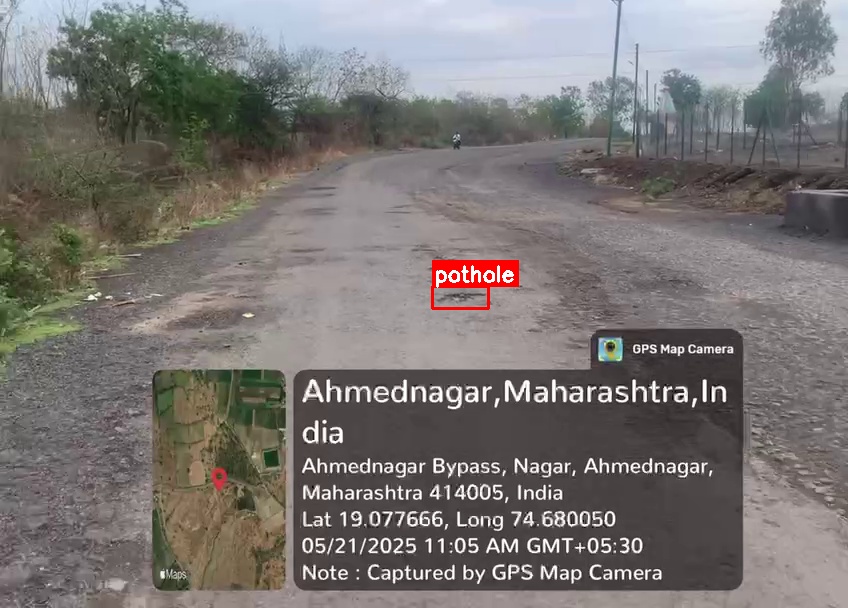 pothole
GPS Map Camera
Ahmednagar,Maharashtra,In
dia
Ahmednagar Bypass, Nagar, Ahmednagar,
Maharashtra 414005, India
Lat 19.077666, Long 74.680050
05/21/2025 11:05 AM GMT+05:30
Note : Captured by GPS Map Camera
Maps